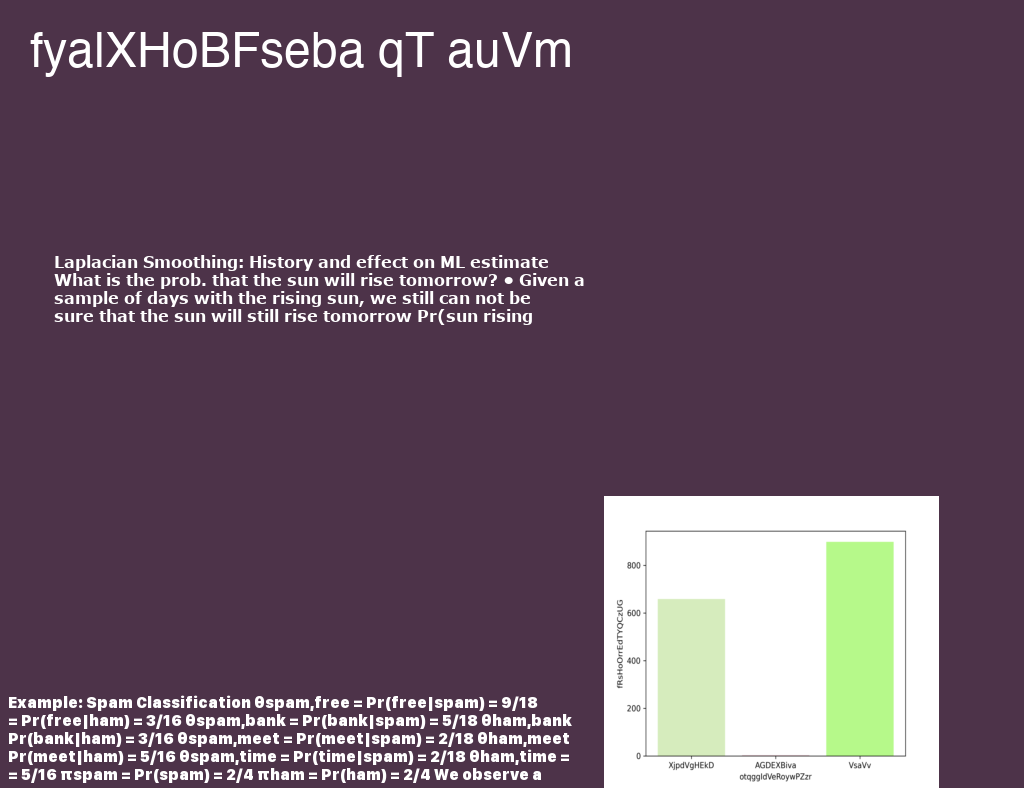 fyalXHoBFseba qT auVm
Laplacian Smoothing: History and effect on ML estimate
What is the prob. that the sun will rise tomorrow? • Given a
sample of days with the rising sun, we still can not be
sure that the sun will still rise tomorrow Pr(sun rising
Example: Spam Classification θspam,free = Pr(free|spam) = 9/18
= Pr(free|ham) = 3/16 θspam,bank = Pr(bank|spam) = 5/18 θham,bank
Pr(bank|ham) = 3/16 θspam,meet = Pr(meet|spam) = 2/18 θham,meet
Pr(meet|ham) = 5/16 θspam,time = Pr(time|spam) = 2/18 θham,time =
= 5/16 πspam = Pr(spam) = 2/4 πham = Pr(ham) = 2/4 We observe a
fRsHoOrrEdTYQCzUG
800
600
400
200
0
XjpdVgHEkD AGDEXBiva VsaVv
otqggIdVeRoywPZzr